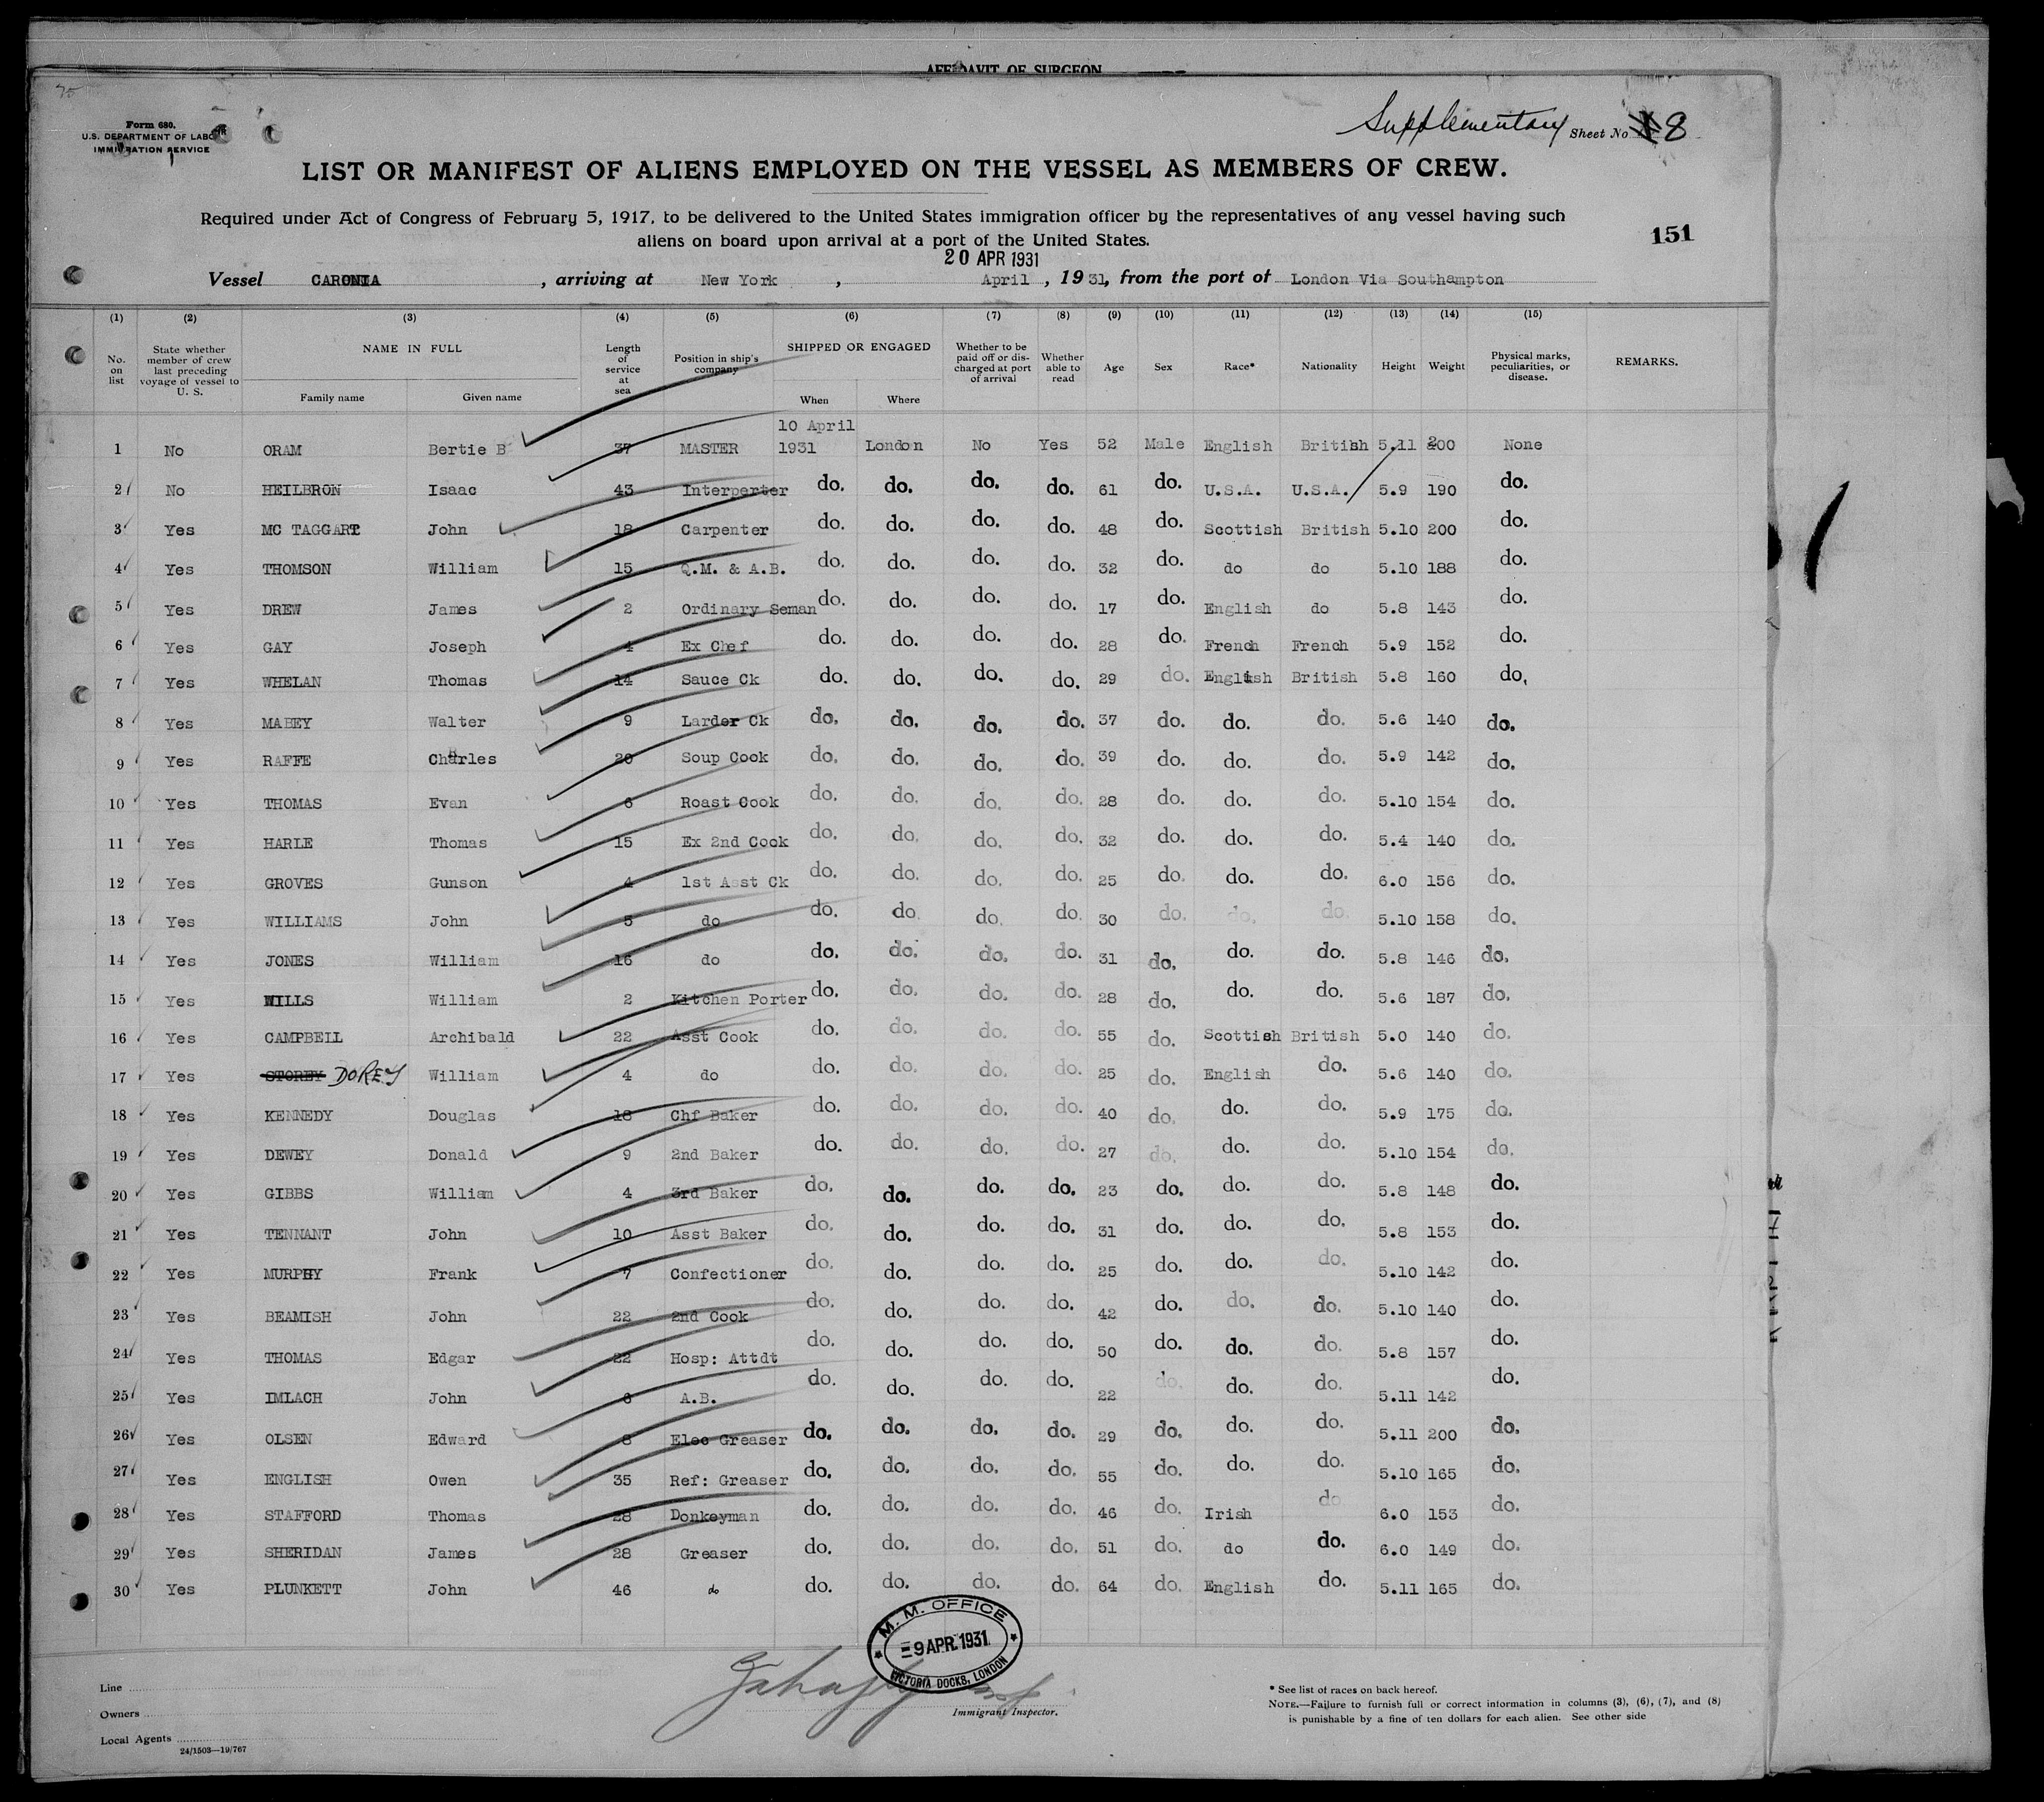 AFFIDAVIT OF SURGEON
Form 680.
U.S. DEPARTMENT OF LABOR
IMMIGRATION SERVICE
Supplementary Sheet No. 8
LIST OR MANIFEST OF ALIENS EMPLOYED ON THE VESSEL AS MEMBERS OF CREW.
Required under Act of Congress of February 5, 1917, to be delivered to the United States immigration officer by the representatives of any vessel having such
aliens on board upon arrival at a port of the United States.
151
20 APR 1931
Vessel CARONIA, arriving at New York, April, 1931, from the port of London Via Southampton
(1) (2) (3) (4) (5) (6) (7) (8) (9) (10) (11) (12) (13) (14) (15)
No. on list
State whether member of crew last preceding voyage of vessel to U. S.
NAME IN FULL
Family name Given name
Length of service at sea
Position in ship's company
SHIPPED OR ENGAGED
When Where
Whether to be paid off or discharged at port of arrival
Whether able to read
Age Sex Race* Nationality Height Weight
Physical marks, peculiarities, or disease.
REMARKS.
10 April
1 No ORAM Bertie B 37 MASTER 1931 London No Yes 52 Male English British 5.11 200 None
2 No HEILBRON Isaac 43 Interperter do. do. do. do. 61 do. U.S.A. U.S.A. 5.9 190 do.
3 Yes MC TAGGART John 18 Carpenter do. do. do. do. 48 do. Scottish British 5.10 200 do.
4 Yes THOMSON William 15 Q.M. & A.B. do. do. do. do. 32 do. do do 5.10 188 do.
5 Yes DREW James 2 Ordinary Seman do. do. do. do. 17 do. English do 5.8 143 do.
6 Yes GAY Joseph 4 Ex Chef do. do. do. do. 28 do. French French 5.9 152 do.
7 Yes WHELAN Thomas 14 Sauce Ck do. do. do. do. 29 do. English British 5.8 160 do.
8 Yes MABEY Walter 9 Larder Ck do. do. do. do. 37 do. do. do. 5.6 140 do.
9 Yes RAFFE Charles 20 Soup Cook do. do. do. do. 39 do. do. do. 5.9 142 do.
10 Yes THOMAS Evan 6 Roast Cook do. do. do. do. 28 do. do. do. 5.10 154 do.
11 Yes HARLE Thomas 15 Ex 2nd Cook do. do. do. do. 32 do. do. do. 5.4 140 do.
12 Yes GROVES Gunson 4 1st Asst Ck do. do. do. do. 25 do. do. do. 6.0 156 do.
13 Yes WILLIAMS John 5 do do. do. do. do. 30 do. do. do. 5.10 158 do.
14 Yes JONES William 16 do do. do. do. do. 31 do. do. do. 5.8 146 do.
15 Yes WILLS William 2 Kitchen Porter do. do. do. do. 28 do. do. do. 5.6 187 do.
16 Yes CAMPBELL Archibald 22 Asst Cook do. do. do. do. 55 do. Scottish British 5.0 140 do.
17 Yes STOREY DOREY William 4 do do. do. do. do. 25 do. English do. 5.6 140 do.
18 Yes KENNEDY Douglas 18 Chf Baker do. do. do. do. 40 do. do. do. 5.9 175 do.
19 Yes DEWEY Donald 9 2nd Baker do. do. do. do. 27 do. do. do. 5.10 154 do.
20 Yes GIBBS William 4 3rd Baker do. do. do. do. 23 do. do. do. 5.8 148 do.
21 Yes TENNANT John 10 Asst Baker do. do. do. do. 31 do. do. do. 5.8 153 do.
22 Yes MURPHY Frank 7 Confectioner do. do. do. do. 25 do. do. do. 5.10 142 do.
23 Yes BEAMISH John 22 2nd Cook do. do. do. do. 42 do. do. do. 5.10 140 do.
24 Yes THOMAS Edgar 22 Hosp: Attdt do. do. do. do. 50 do. do. do. 5.8 157 do.
25 Yes IMLACH John 6 A.B. do. do. do. do. 22 do. do. do. 5.11 142 do.
26 Yes OLSEN Edward 8 Elec Greaser do. do. do. do. 29 do. do. do. 5.11 200 do.
27 Yes ENGLISH Owen 35 Ref: Greaser do. do. do. do. 55 do. do. do. 5.10 165 do.
28 Yes STAFFORD Thomas 28 Donkeyman do. do. do. do. 46 do. Irish do 6.0 153 do.
29 Yes SHERIDAN James 28 Greaser do. do. do. do. 51 do. do do. 6.0 149 do.
30 Yes PLUNKETT John 46 do do. do. do. do. 64 do. English do. 5.11 165 do.
M. M. OFFICE
9 APR. 1931
VICTORIA DOCKS, LONDON
Immigrant Inspector.
Line
Owners
Local Agents
24/1503—19/767
* See list of races on back hereof.
NOTE.—Failure to furnish full or correct information in columns (3), (6), (7), and (8)
is punishable by a fine of ten dollars for each alien. See other side